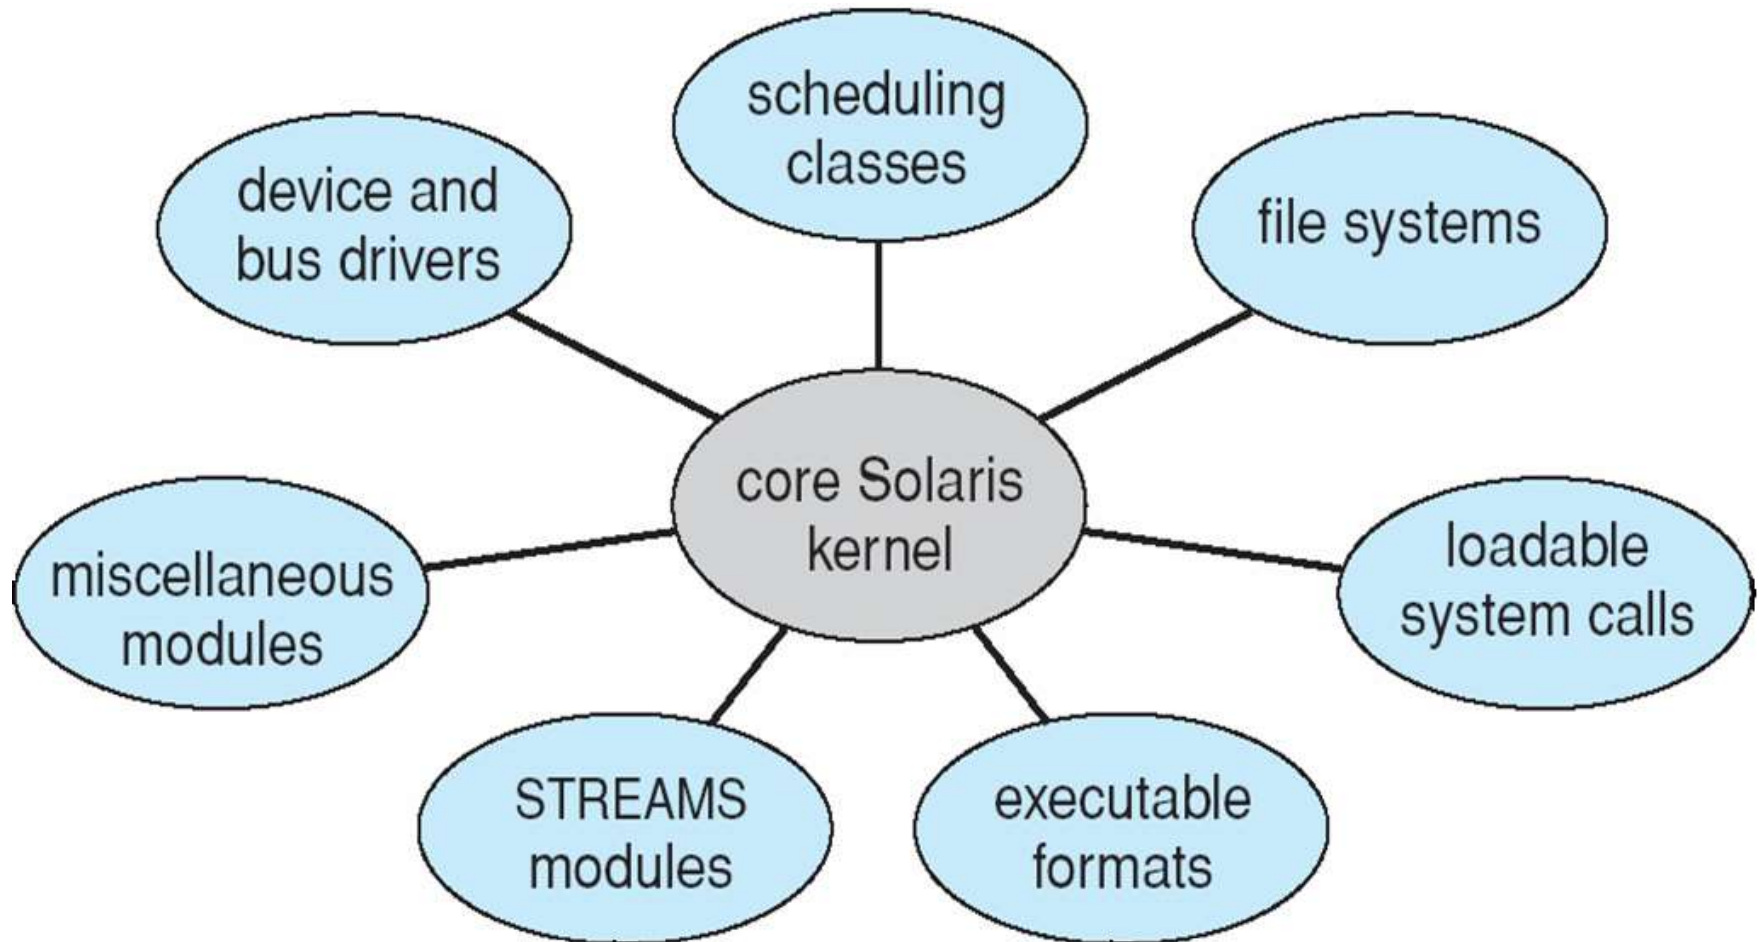 scheduling
classes
device and
bus drivers
file systems
core Solaris
kernel
loadable
system calls
miscellaneous
modules
STREAMS
modules
executable
formats